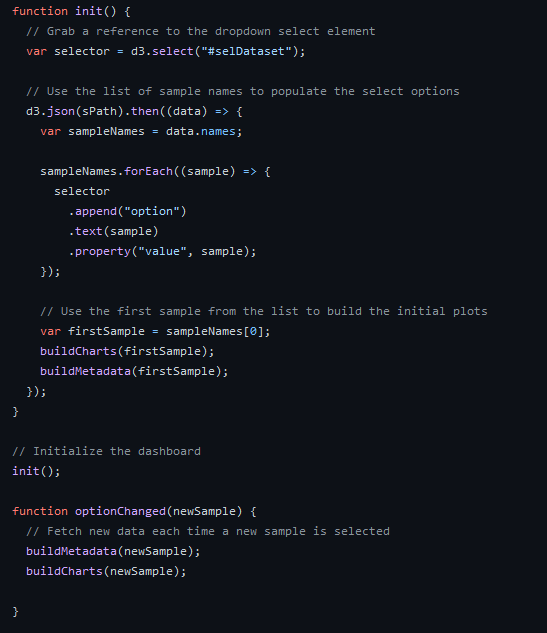 function init() {
  // Grab a reference to the dropdown select element
  var selector = d3.select("#selDataset");

  // Use the list of sample names to populate the select options
  d3.json(sPath).then((data) => {
    var sampleNames = data.names;

    sampleNames.forEach((sample) => {
      selector
        .append("option")
        .text(sample)
        .property("value", sample);
    });

    // Use the first sample from the list to build the initial plots
    var firstSample = sampleNames[0];
    buildCharts(firstSample);
    buildMetadata(firstSample);
  });
}

// Initialize the dashboard
init();

function optionChanged(newSample) {
  // Fetch new data each time a new sample is selected
  buildMetadata(newSample);
  buildCharts(newSample);

}